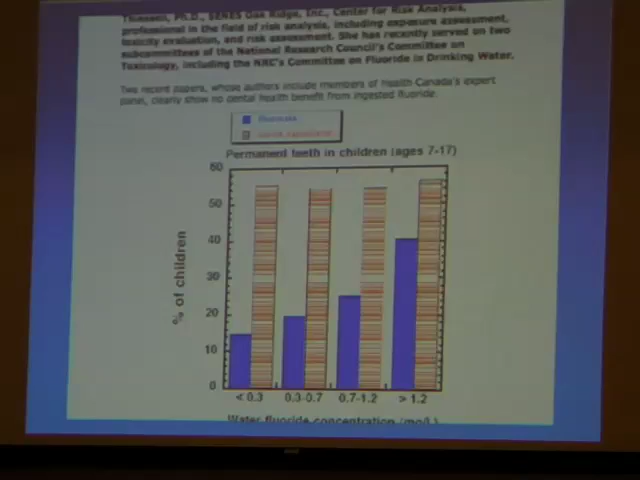 Thiessen, Ph.D., SENES Oak Ridge, Inc., Center for Risk Analysis,
professional in the field of risk analysis, including exposure assessment,
toxicity evaluation, and risk assessment. She has recently served on two
subcommittees of the National Research Council's Committee on
Toxicology, including the NRC's Committee on Fluoride in Drinking Water.
Two recent papers, whose authors include members of Health Canada's expert
panel, clearly show no dental health benefit from ingested fluoride.
Fluorosis
Permanent teeth in children (ages 7-17)
60
50
40
30
20
10
0
% of children
< 0.3 0.3-0.7 0.7-1.2 > 1.2
Water fluoride concentration (mg/L)